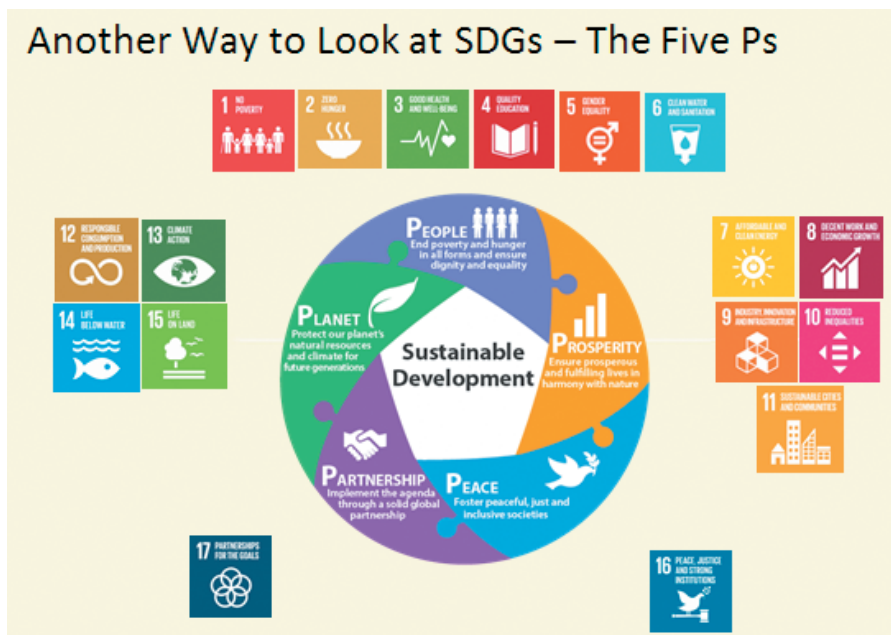 Another Way to Look at SDGs – The Five Ps
1 NO
POVERTY
2 ZERO
HUNGER
3 GOOD HEALTH
AND WELL-BEING
4 QUALITY
EDUCATION
5 GENDER
EQUALITY
6 CLEAN WATER
AND SANITATION
12 RESPONSIBLE
CONSUMPTION
AND PRODUCTION
13 CLIMATE
ACTION
14 LIFE
BELOW WATER
15 LIFE
ON LAND
PEOPLE
End poverty and hunger
in all forms and ensure
dignity and equality
PLANET
Protect our planet's
natural resources
and climate for
future generations
Sustainable
Development
PROSPERITY
Ensure prosperous
and fulfilling lives in
harmony with nature
7 AFFORDABLE AND
CLEAN ENERGY
8 DECENT WORK AND
ECONOMIC GROWTH
9 INDUSTRY, INNOVATION
AND INFRASTRUCTURE
10 REDUCED
INEQUALITIES
11 SUSTAINABLE CITIES
AND COMMUNITIES
PARTNERSHIP
Implement the agenda
through a solid global
partnership
PEACE
Foster peaceful, just and
inclusive societies
17 PARTNERSHIPS
FOR THE GOALS
16 PEACE, JUSTICE
AND STRONG
INSTITUTIONS